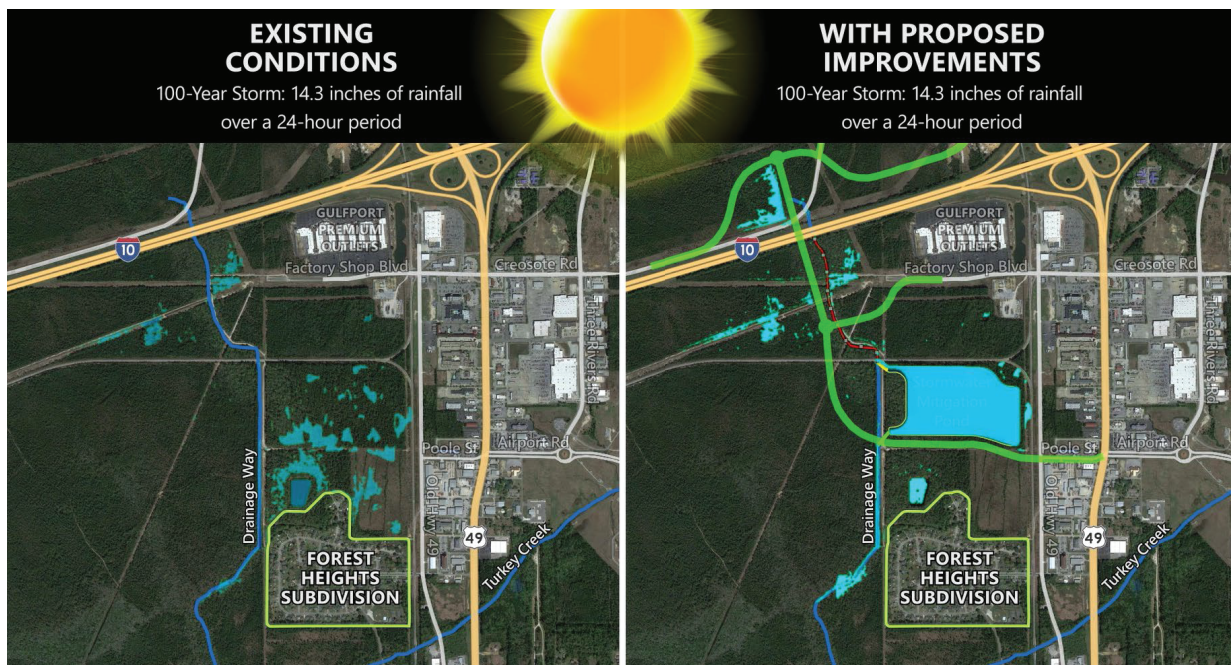 EXISTING
CONDITIONS
100-Year Storm: 14.3 inches of rainfall
over a 24-hour period
GULFPORT
PREMIUM
OUTLETS
10
Factory Shop Blvd
Creosote Rd
Three Rivers Rd
Poole St
Airport Rd
Drainage Way
Old Hwy 49
49
Turkey Creek
FOREST
HEIGHTS
SUBDIVISION
WITH PROPOSED
IMPROVEMENTS
100-Year Storm: 14.3 inches of rainfall
over a 24-hour period
GULFPORT
PREMIUM
OUTLETS
10
Factory Shop Blvd
Creosote Rd
Three Rivers Rd
Stormwater
Mitigation
Pond
Poole St
Airport Rd
Drainage Way
Old Hwy 49
49
Turkey Creek
FOREST
HEIGHTS
SUBDIVISION